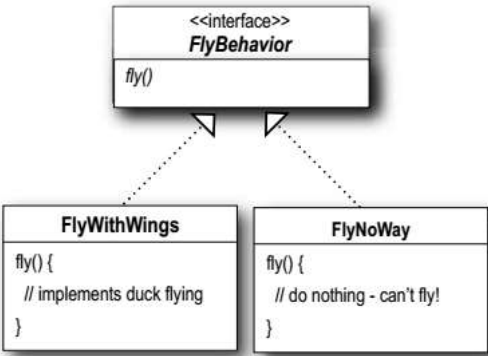 <<interface>>
FlyBehavior
fly()
FlyWithWings
fly() {
// implements duck flying
}
FlyNoWay
fly() {
// do nothing - can't fly!
}